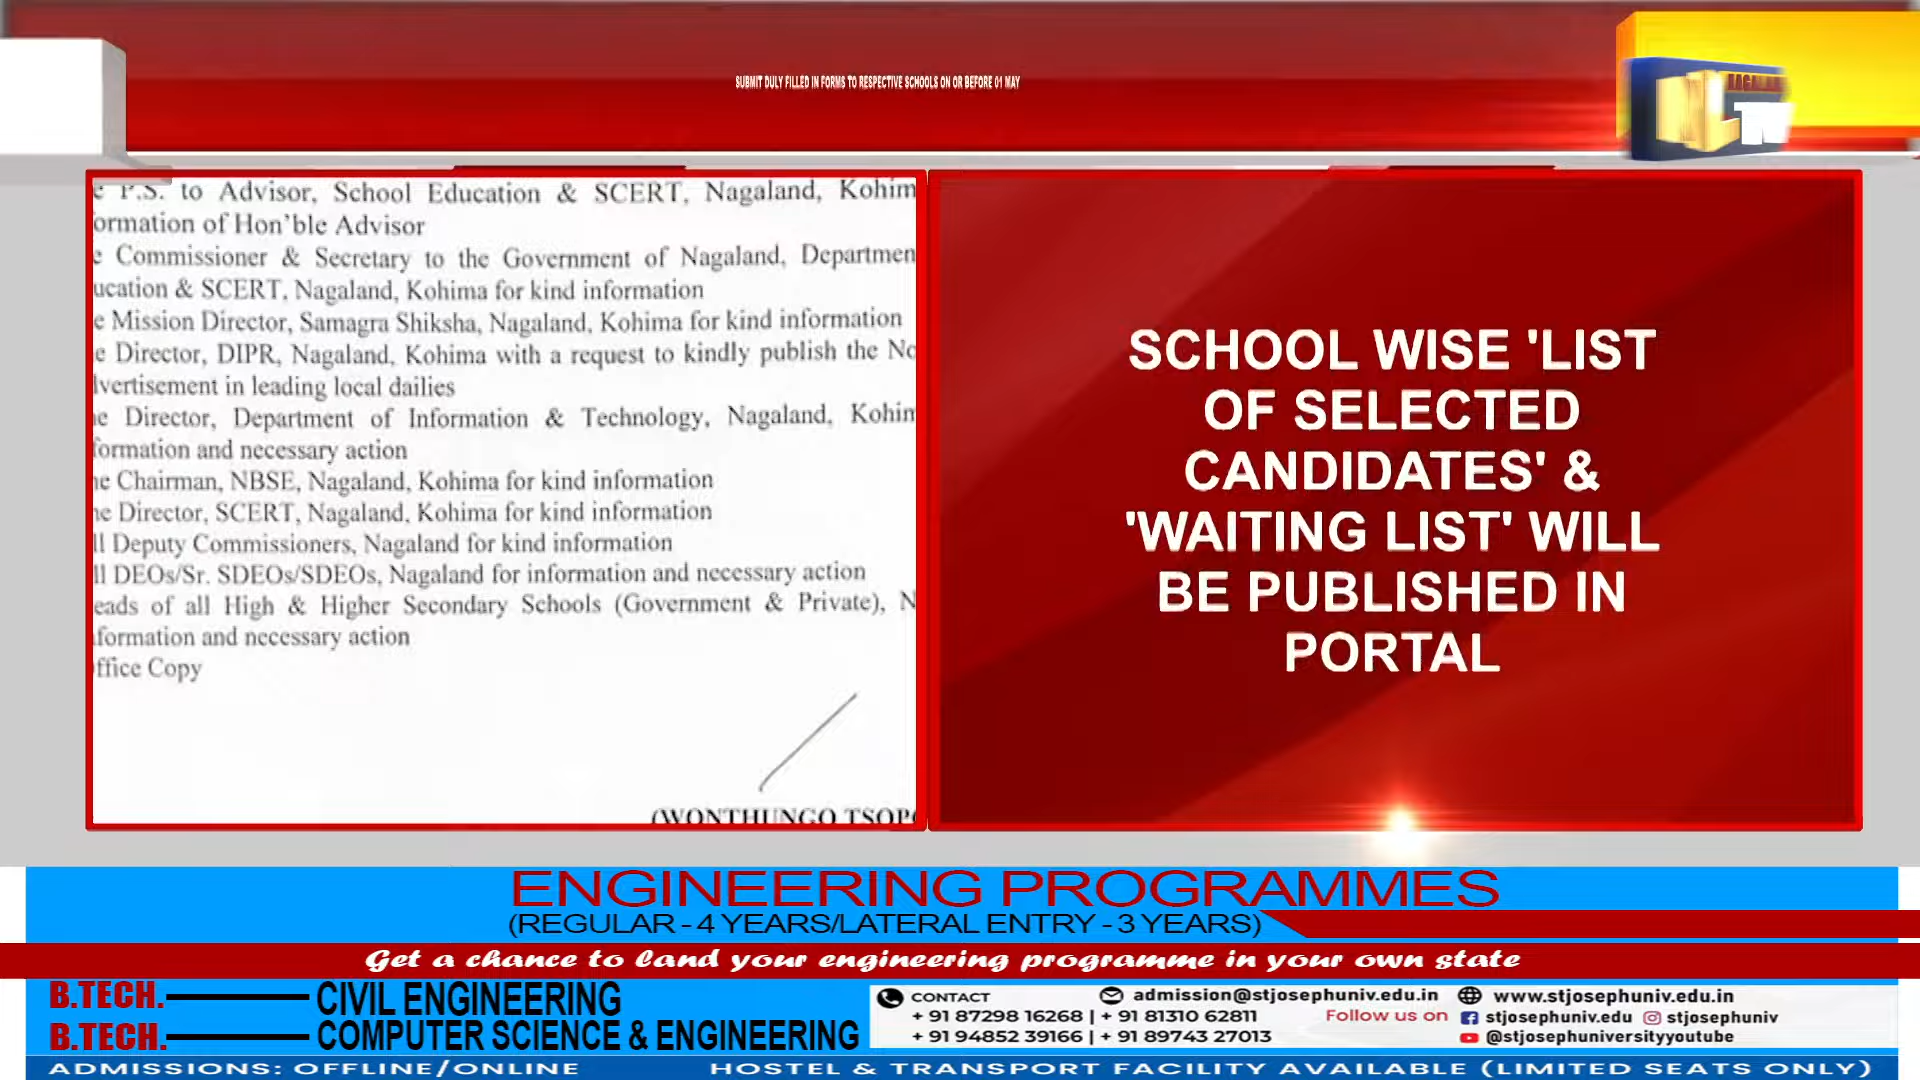 SUBMIT DULY FILLED IN FORMS TO RESPECTIVE SCHOOLS ON OR BEFORE 01 MAY
NAGALAND
LTV
e P.S. to Advisor, School Education & SCERT, Nagaland, Kohim
ormation of Hon'ble Advisor
e Commissioner & Secretary to the Government of Nagaland, Departmen
ucation & SCERT, Nagaland, Kohima for kind information
e Mission Director, Samagra Shiksha, Nagaland, Kohima for kind information
e Director, DIPR, Nagaland, Kohima with a request to kindly publish the No
lvertisement in leading local dailies
e Director, Department of Information & Technology, Nagaland, Kohim
formation and necessary action
e Chairman, NBSE, Nagaland, Kohima for kind information
ne Director, SCERT, Nagaland, Kohima for kind information
ll Deputy Commissioners, Nagaland for kind information
ll DEOs/Sr. SDEOs/SDEOs, Nagaland for information and necessary action
eads of all High & Higher Secondary Schools (Government & Private), N
formation and necessary action
ffice Copy
(WONTHUNGO TSOP
SCHOOL WISE 'LIST
OF SELECTED
CANDIDATES' &
'WAITING LIST' WILL
BE PUBLISHED IN
PORTAL
ENGINEERING PROGRAMMES
(REGULAR - 4 YEARS/LATERAL ENTRY - 3 YEARS)
Get a chance to land your engineering programme in your own state
B.TECH. CIVIL ENGINEERING
B.TECH. COMPUTER SCIENCE & ENGINEERING
CONTACT
+ 91 87298 16268 | + 91 81310 62811
+ 91 94852 39166 | + 91 89743 27013
admission@stjosephuniv.edu.in www.stjosephuniv.edu.in
Follow us on stjosephuniv.edu stjosephuniv
@stjosephuniversityyoutube
ADMISSIONS: OFFLINE/ONLINE HOSTEL & TRANSPORT FACILITY AVAILABLE (LIMITED SEATS ONLY)